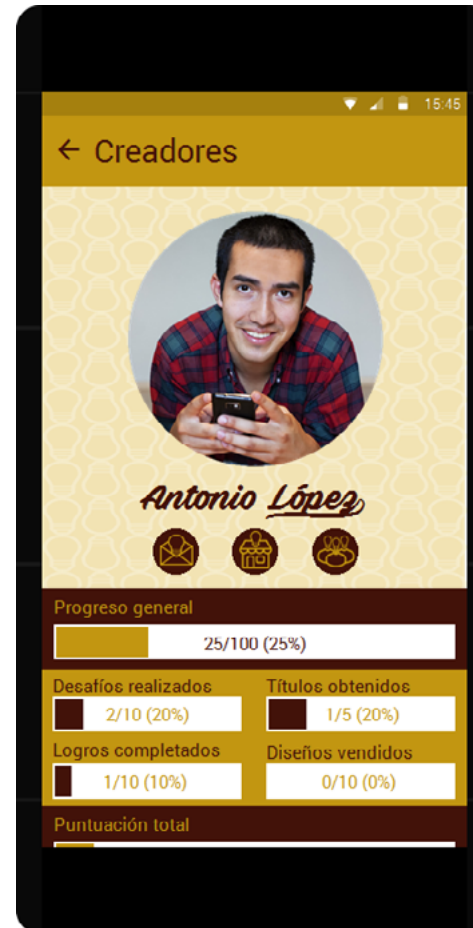 15:45
← Creadores
Antonio López
Progreso general
25/100 (25%)
Desafíos realizados
Títulos obtenidos
2/10 (20%)
1/5 (20%)
Logros completados
Diseños vendidos
1/10 (10%)
0/10 (0%)
Puntuación total